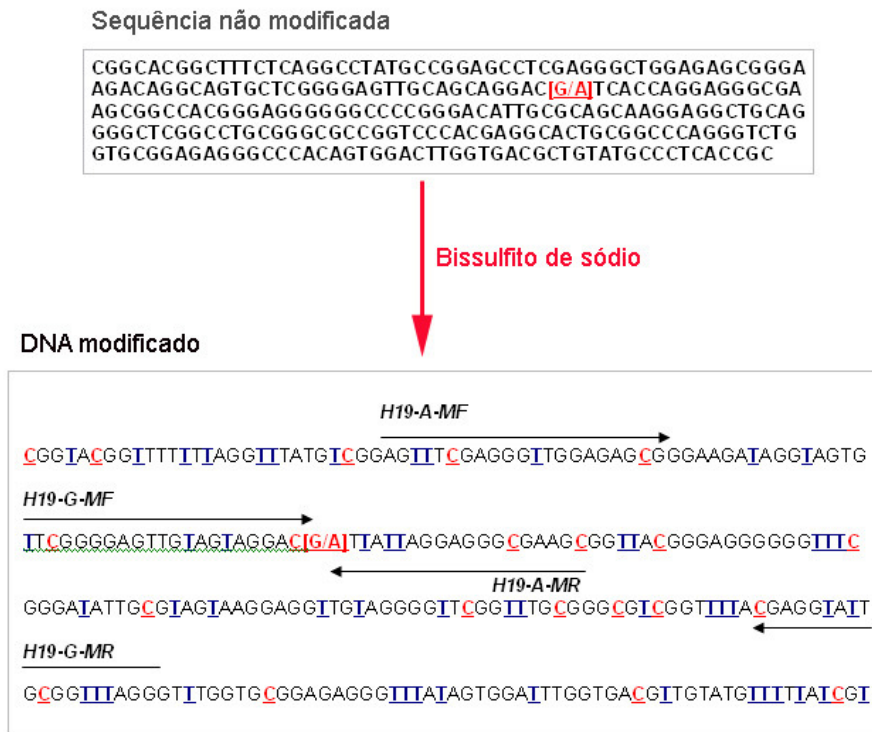 Sequência não modificada
CGGCACGGCTTTCTCAGGCCTATGCCGGAGCCTCGAGGGCTGGAGAGCGGGA
AGACAGGCAGTGCTCGGGGAGTTGCAGCAGGAC[G/A]TCACCAGGAGGGCGA
AGCGGCCACGGGAGGGGGGCCCCGGGACATTGCGCAGCAAGGAGGCTGCAG
GGGCTCGGCCTGCGGGCGCCGGTCCCACGAGGCACTGCGGCCCAGGGTCTG
GTGCGGAGAGGGCCCACAGTGGACTTGGTGACGCTGTATGCCCTCACCGC
Bissulfito de sódio
DNA modificado
H19-A-MF
CGGTACGGTTTTTTTAGGTTTATGTCGGAGTTTCGAGGGTTGGAGAGCGGGAAGATAGGTAGTG
H19-G-MF
TTCGGGGAGTTGTAGTAGGAC[G/A]TTATTAGGAGGGCGAAGCGGTTACGGGAGGGGGGTTTC
H19-A-MR
GGGATATTGCGTAGTAAGGAGGTTGTAGGGGTTCGGTTTGCGGGCGTCGGTTTTACGAGGTATT
H19-G-MR
GCGGTTTAGGGTTTGGTGCGGAGAGGGTTTATAGTGGATTTGGTGACGTTGTATGTTTTTATCGT